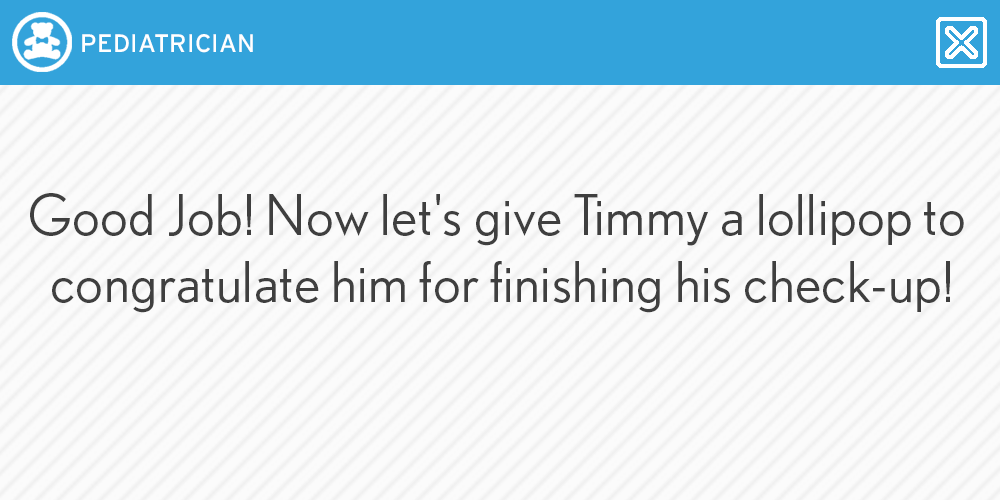 PEDIATRICIAN
Good Job! Now let's give Timmy a lollipop to
congratulate him for finishing his check-up!